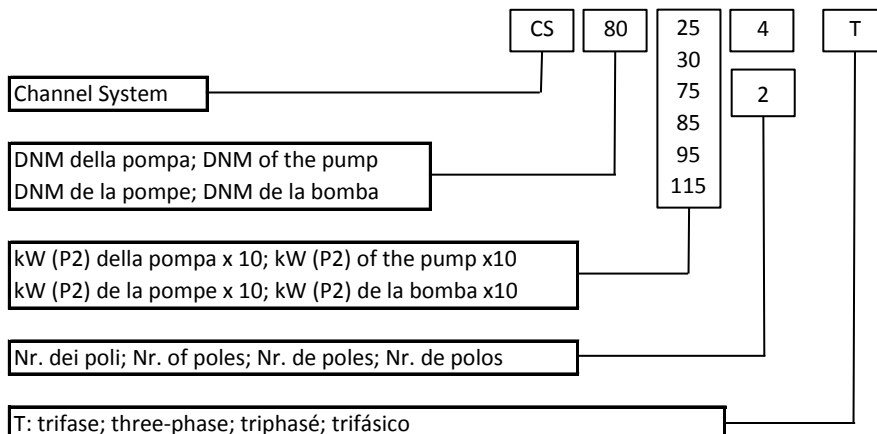 CS 80 25 4 T
30
Channel System 75 2
85
DNM della pompa; DNM of the pump 95
DNM de la pompe; DNM de la bomba 115
kW (P2) della pompa x 10; kW (P2) of the pump x10
kW (P2) de la pompe x 10; kW (P2) de la bomba x10
Nr. dei poli; Nr. of poles; Nr. de poles; Nr. de polos
T: trifase; three-phase; triphasé; trifásico